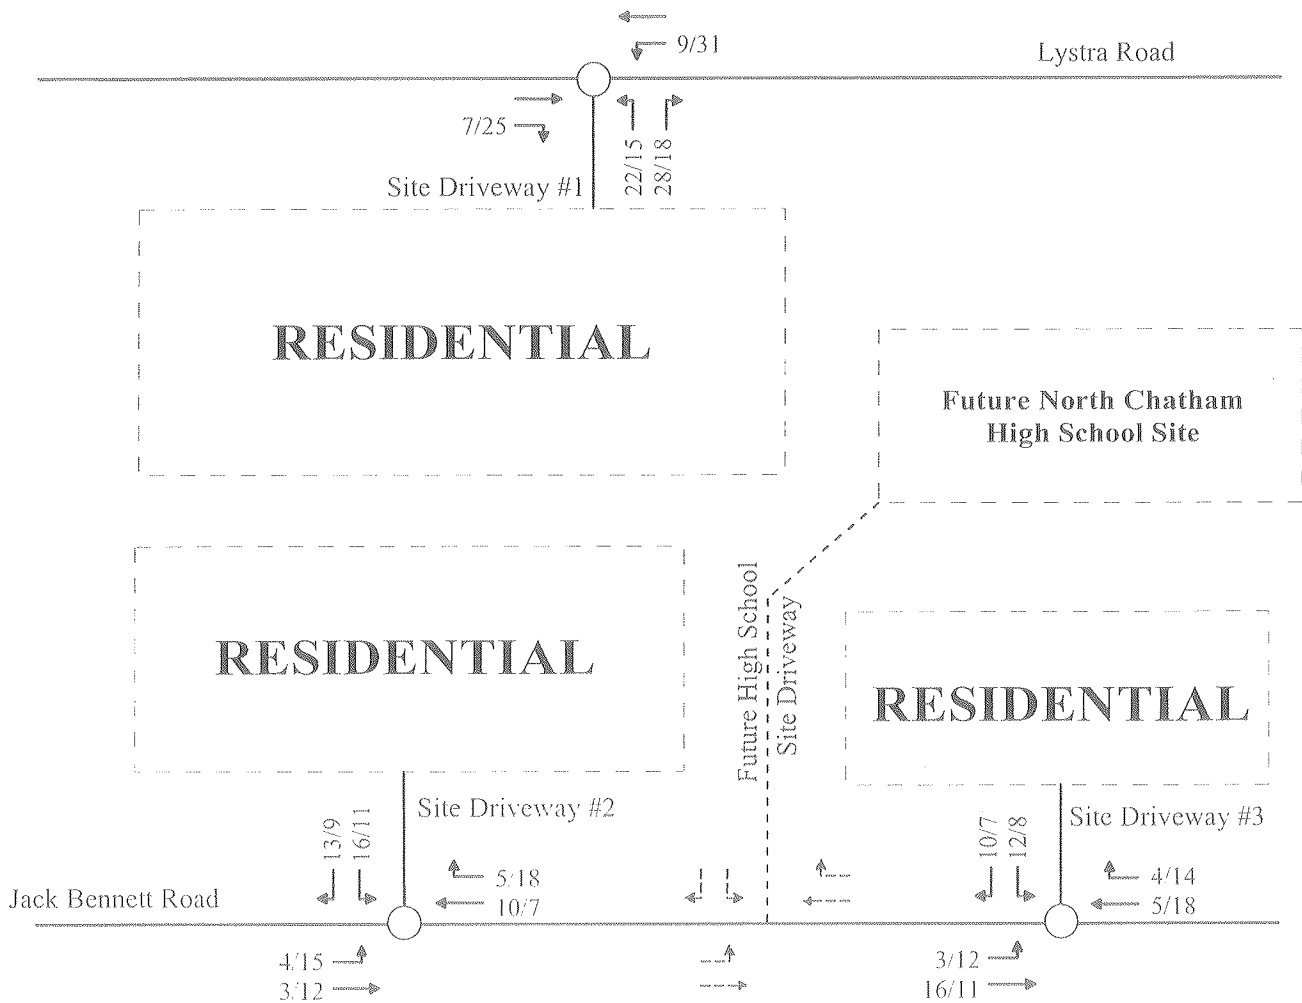 9/31
Lystra Road
7/25
22/15
28/18
Site Driveway #1
RESIDENTIAL
Future North Chatham
High School Site
RESIDENTIAL
Future High School
Site Driveway
RESIDENTIAL
13/9
16/11
Site Driveway #2
10/7
12/8
Site Driveway #3
5/18
4/14
Jack Bennett Road
10/7
5/18
4/15
3/12
3/12
16/11